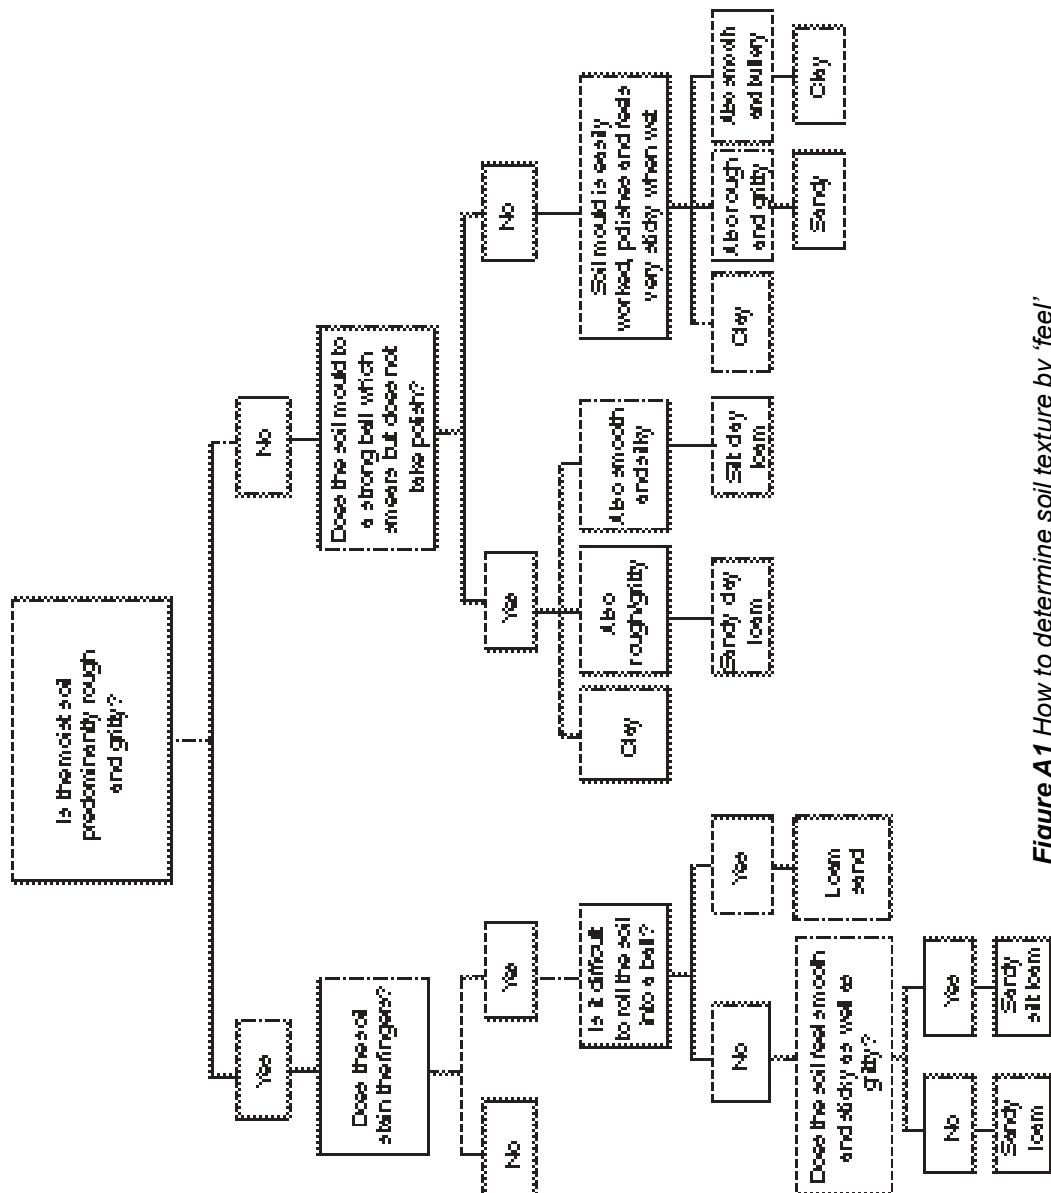 Is the moist soil
predominantly rough
and gritty?
Yes
No
Does the soil
stain the fingers?
Does the soil mould to
a strong ball which
smears but does not
take polish?
No
Yes
Yes
No
Is it difficult
to roll the soil
into a ball?
Clay
Also
rough/gritty
Also smooth
and silky
Soil mould is easily
worked, polishes and feels
very sticky when wet
No
Yes
Sandy clay
loam
Silt clay
loam
Clay
Also rough
and gritty
Also smooth
and buttery
Does the soil feel smooth
and sticky as well as
gritty?
Loam
sand
Sandy
Clay
No
Yes
Sandy
loam
Sandy
silt loam
Figure A1 How to determine soil texture by 'feel'